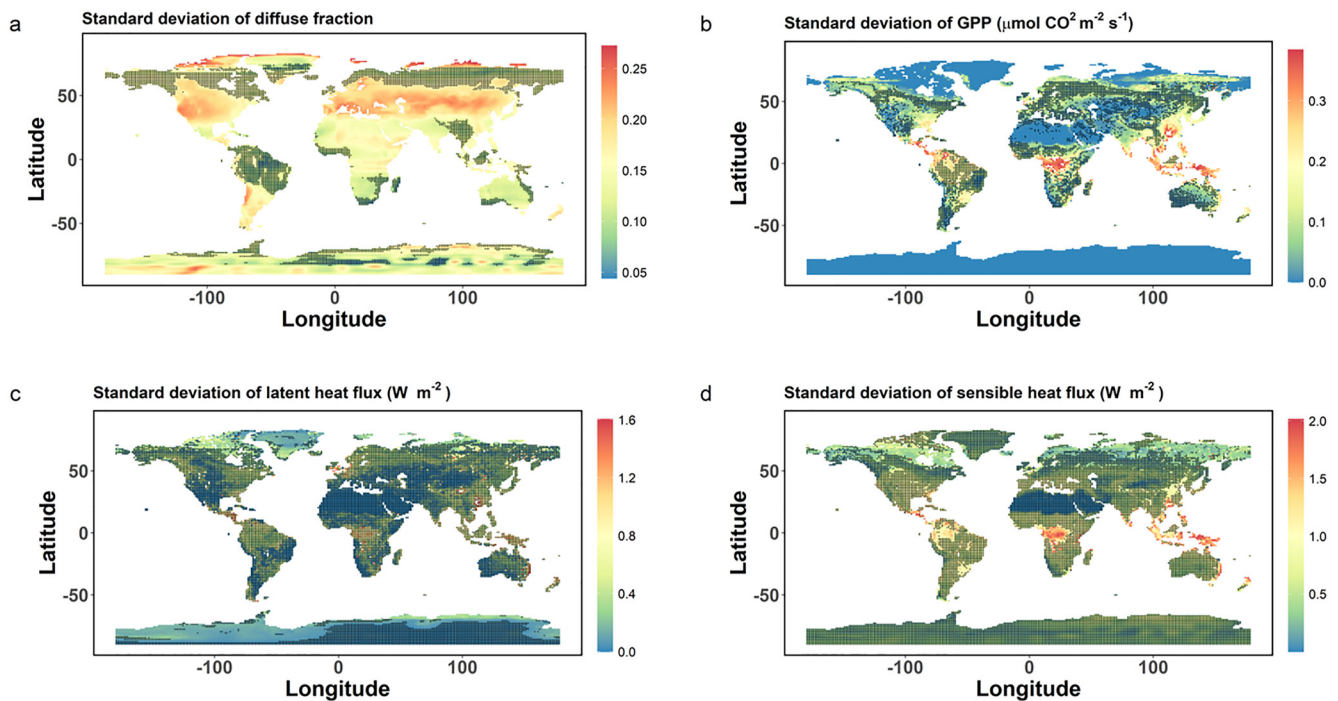 a
Standard deviation of diffuse fraction
Latitude
50
0
-50
-100
0
100
Longitude
0.25
0.20
0.15
0.10
0.05
b
Standard deviation of GPP (μmol CO² m⁻² s⁻¹)
Latitude
50
0
-50
-100
0
100
Longitude
0.3
0.2
0.1
0.0
c
Standard deviation of latent heat flux (W m⁻²)
Latitude
50
0
-50
-100
0
100
Longitude
1.6
1.2
0.8
0.4
0.0
d
Standard deviation of sensible heat flux (W m⁻²)
Latitude
50
0
-50
-100
0
100
Longitude
2.0
1.5
1.0
0.5